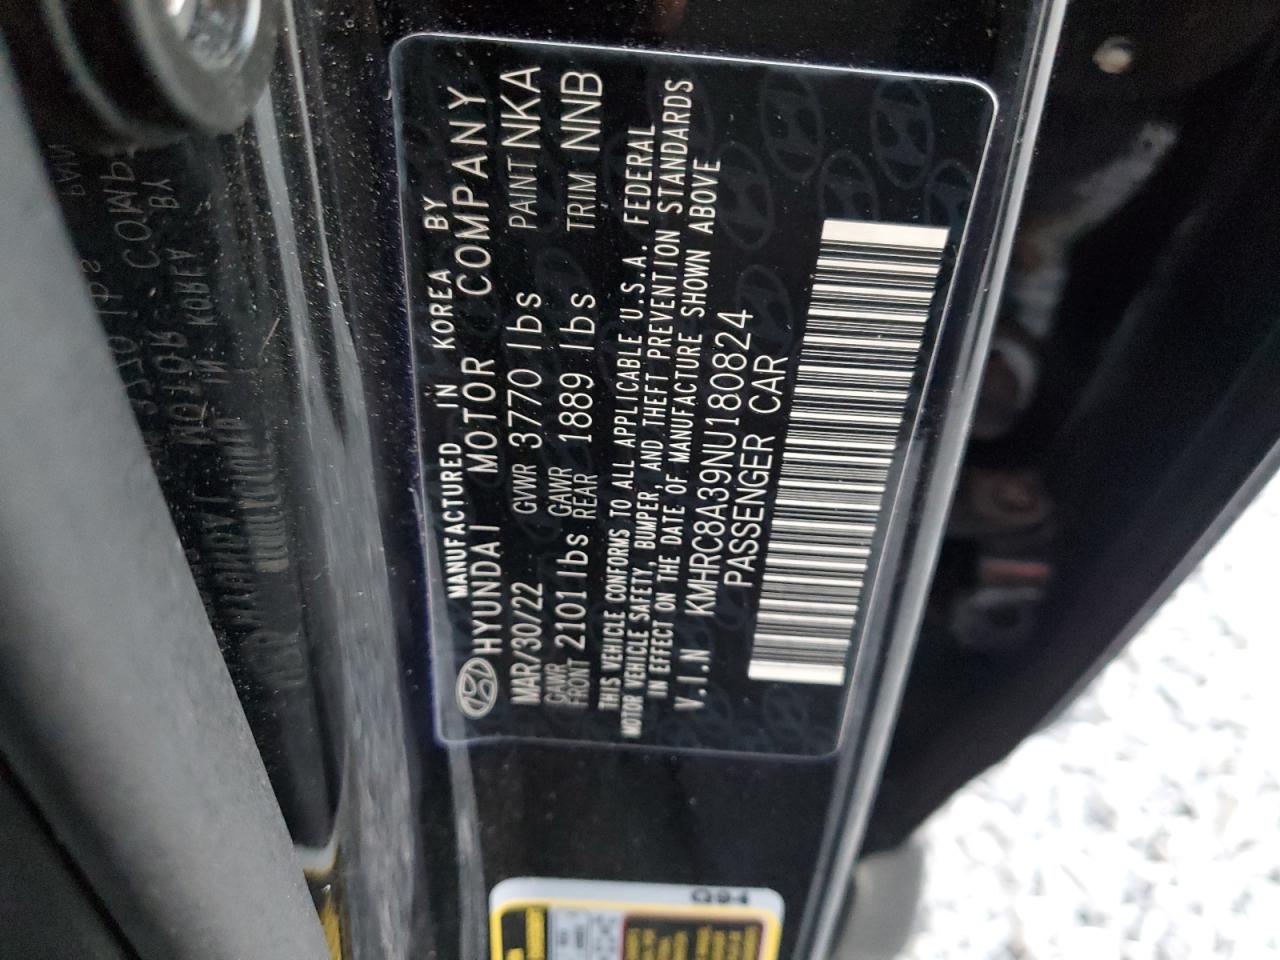 MANUFACTURED IN KOREA BY
HYUNDAI MOTOR COMPANY
MAR/30/22 GVWR 3770 lbs PAINT NKA
GAWR FRONT 2101 lbs GAWR REAR 1889 lbs TRIM NNB
THIS VEHICLE CONFORMS TO ALL APPLICABLE U.S.A. FEDERAL
MOTOR VEHICLE SAFETY, BUMPER, AND THEFT PREVENTION STANDARDS
IN EFFECT ON THE DATE OF MANUFACTURE SHOWN ABOVE
V.I.N KMHRC8A39NU180824
PASSENGER CAR